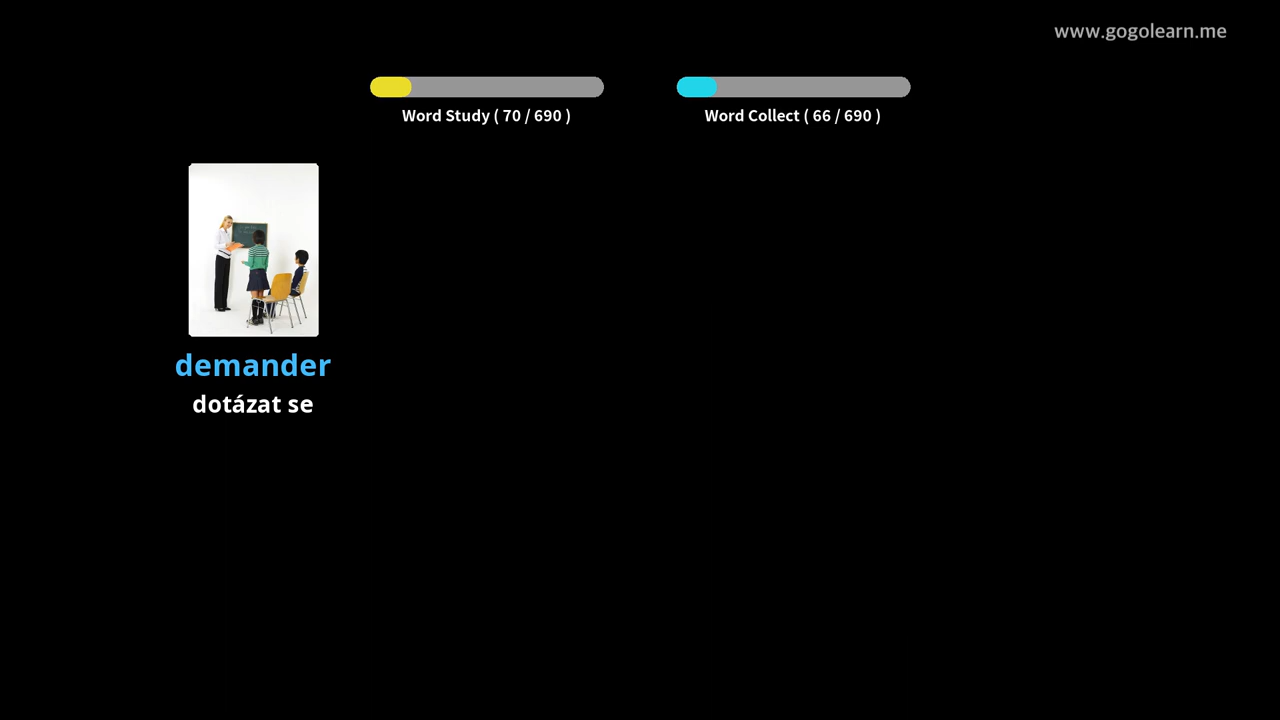 www.gogolearn.me
Word Study ( 70 / 690 )
Word Collect ( 66 / 690 )
demander
dotázat se